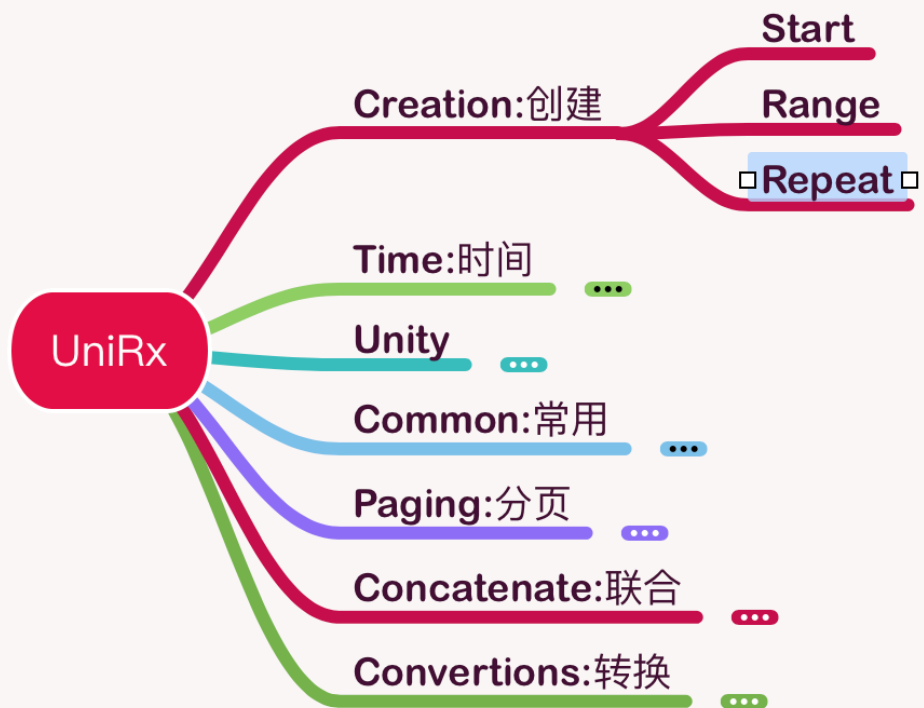 UniRx
Creation:创建
Start
Range
Repeat
Time:时间
Unity
Common:常用
Paging:分页
Concatenate:联合
Convertions:转换